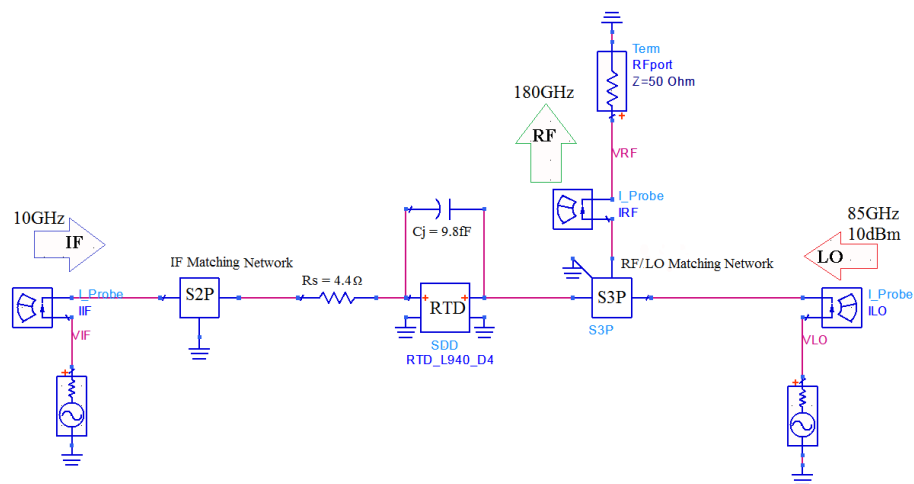 Term
RFport
Z=50 Ohm
180GHz
RF
VRF
I_Probe
IRF
10GHz
IF
85GHz
10dBm
LO
Cj = 9.8fF
IF Matching Network
RF/LO Matching Network
I_Probe
IIF
S2P
Rs = 4.4Ω
RTD
S3P
S3P
I_Probe
ILO
SDD
RTD_L940_D4
VIF
VLO